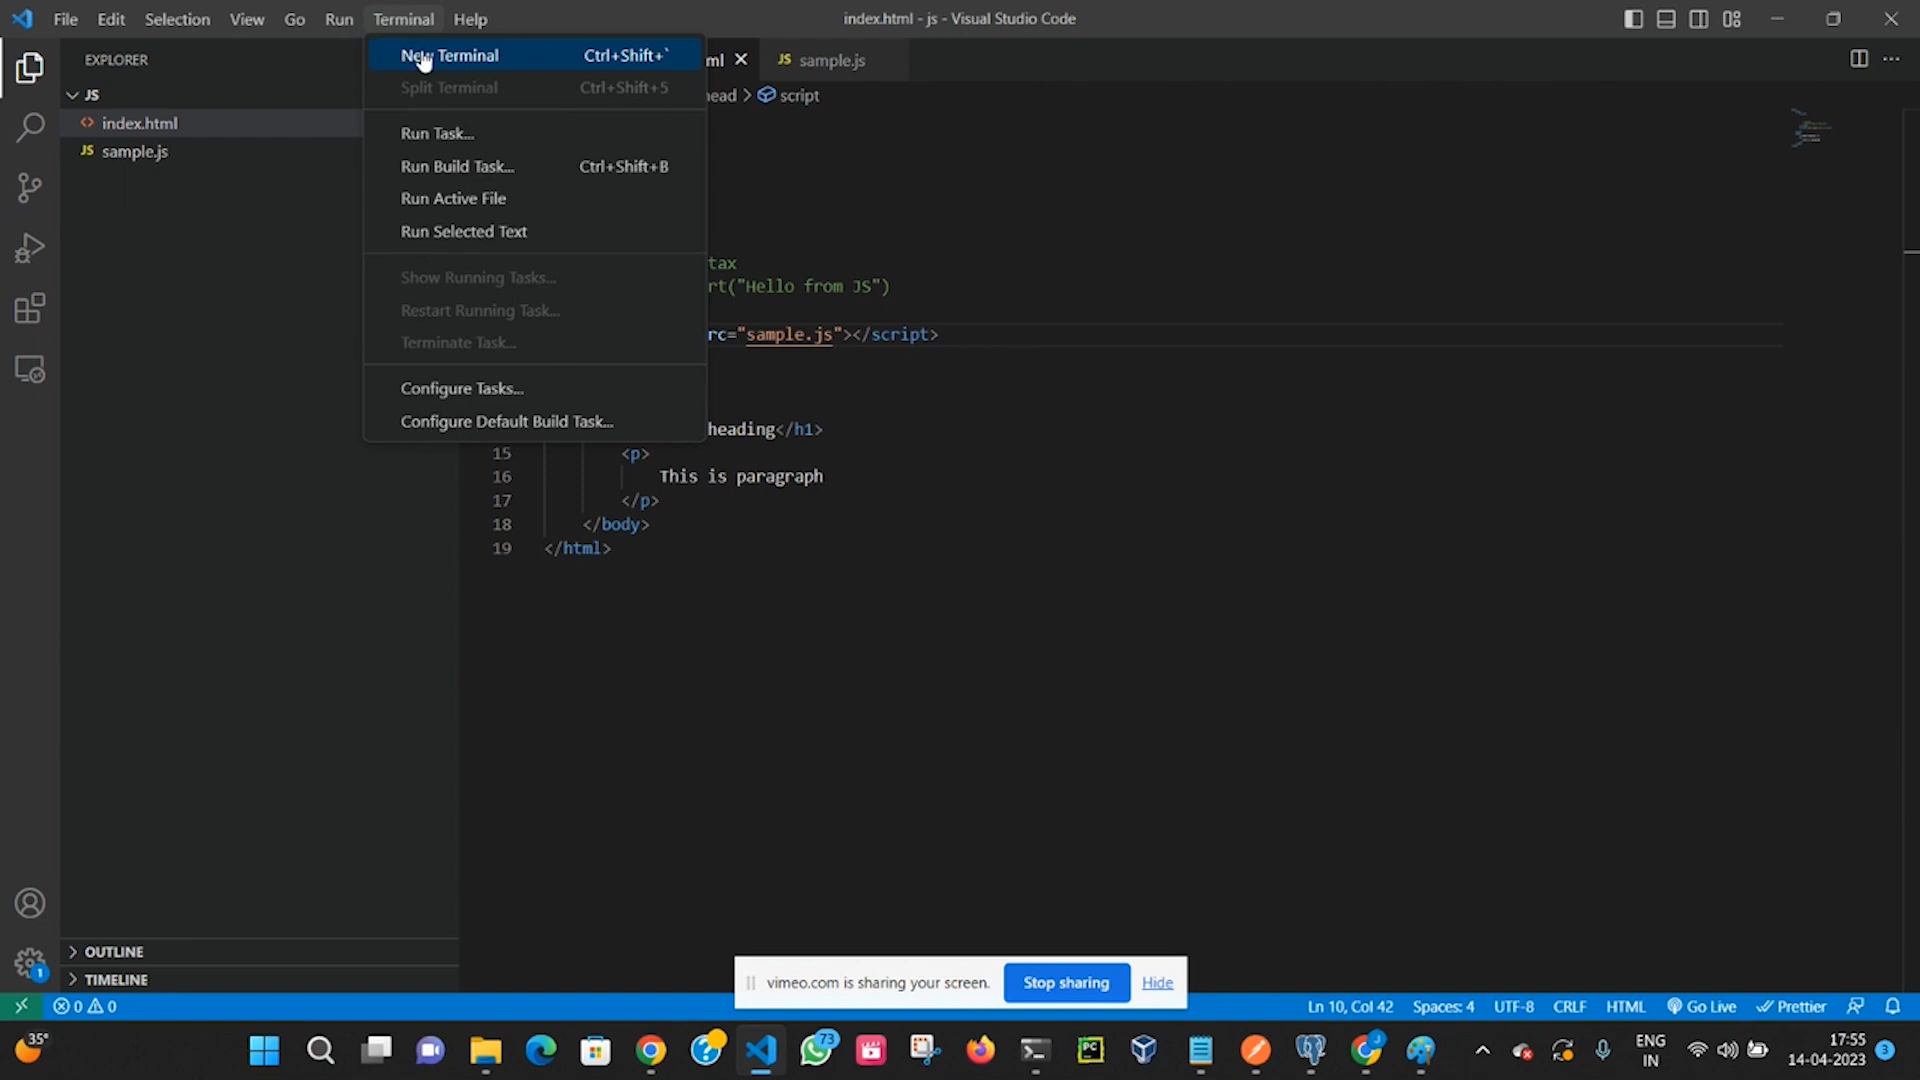 File Edit Selection View Go Run Terminal Help
index.html - js - Visual Studio Code
EXPLORER
JS
index.html
JS sample.js
New Terminal Ctrl+Shift+`
Split Terminal Ctrl+Shift+5
Run Task...
Run Build Task... Ctrl+Shift+B
Run Active File
Run Selected Text
Show Running Tasks...
Restart Running Task...
Terminate Task...
Configure Tasks...
Configure Default Build Task...
ml JS sample.js
head > script
tax
rt("Hello from JS")
rc="sample.js"></script>
heading</h1>
15 <p>
16 This is paragraph
17 </p>
18 </body>
19 </html>
OUTLINE
TIMELINE
vimeo.com is sharing your screen. Stop sharing Hide
0 0 Ln 10, Col 42 Spaces: 4 UTF-8 CRLF HTML Go Live Prettier
1
35°
73
PC
J
ENG
IN
17:55
14-04-2023
3